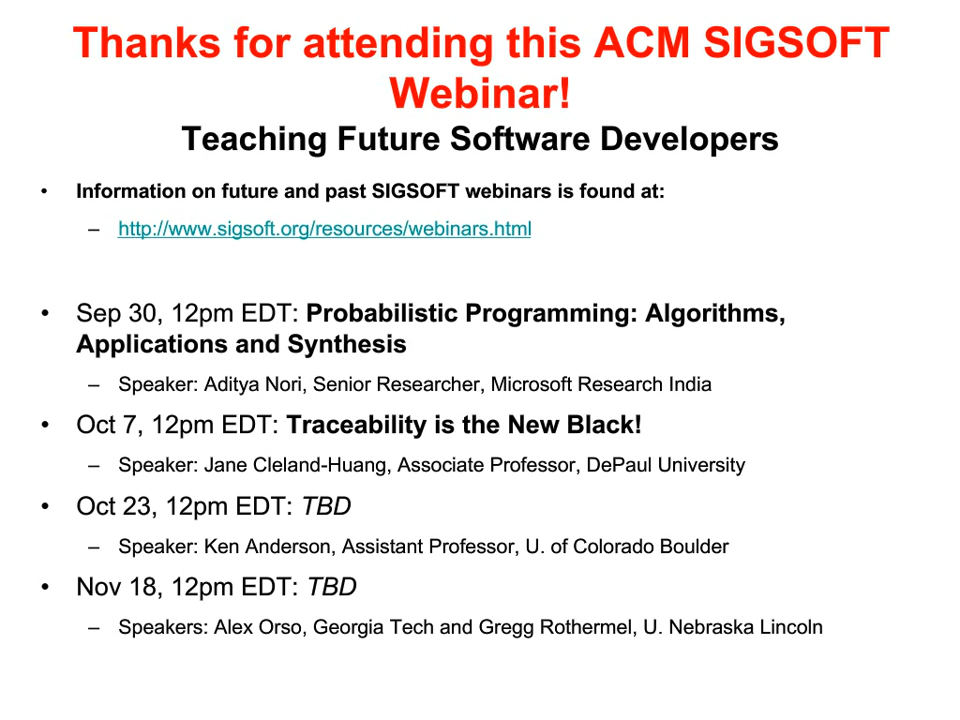 Thanks for attending this ACM SIGSOFT
Webinar!
Teaching Future Software Developers
• Information on future and past SIGSOFT webinars is found at:
– http://www.sigsoft.org/resources/webinars.html
• Sep 30, 12pm EDT: Probabilistic Programming: Algorithms,
Applications and Synthesis
– Speaker: Aditya Nori, Senior Researcher, Microsoft Research India
• Oct 7, 12pm EDT: Traceability is the New Black!
– Speaker: Jane Cleland-Huang, Associate Professor, DePaul University
• Oct 23, 12pm EDT: TBD
– Speaker: Ken Anderson, Assistant Professor, U. of Colorado Boulder
• Nov 18, 12pm EDT: TBD
– Speakers: Alex Orso, Georgia Tech and Gregg Rothermel, U. Nebraska Lincoln